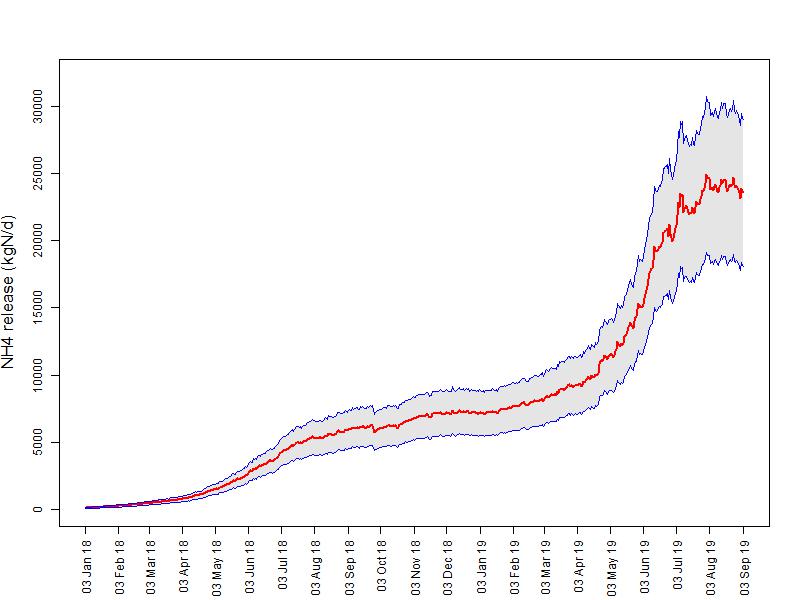 NH4 release (kgN/d)
30000
25000
20000
15000
10000
5000
0
03 Jan 18
03 Feb 18
03 Mar 18
03 Apr 18
03 May 18
03 Jun 18
03 Jul 18
03 Aug 18
03 Sep 18
03 Oct 18
03 Nov 18
03 Dec 18
03 Jan 19
03 Feb 19
03 Mar 19
03 Apr 19
03 May 19
03 Jun 19
03 Jul 19
03 Aug 19
03 Sep 19